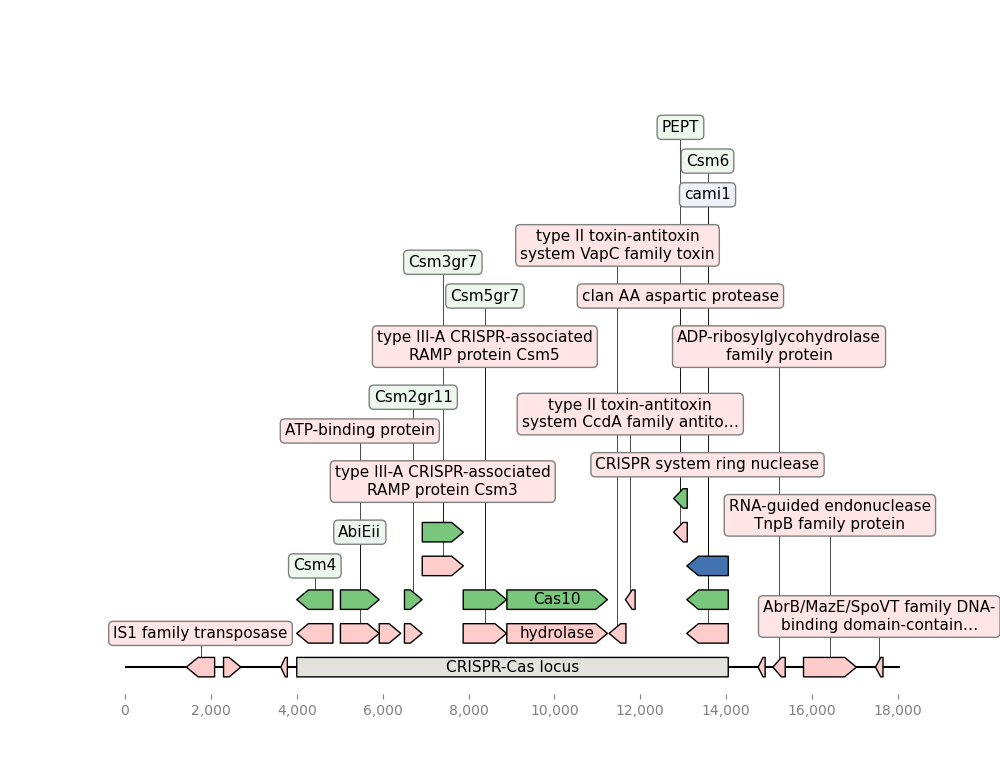 PEPT
Csm6
cami1
type II toxin-antitoxin
system VapC family toxin
Csm3gr7
Csm5gr7
clan AA aspartic protease
type III-A CRISPR-associated
RAMP protein Csm5
ADP-ribosylglycohydrolase
family protein
Csm2gr11
type II toxin-antitoxin
system CcdA family antito…
ATP-binding protein
CRISPR system ring nuclease
type III-A CRISPR-associated
RAMP protein Csm3
RNA-guided endonuclease
TnpB family protein
AbiEii
Csm4
Cas10
AbrB/MazE/SpoVT family DNA-
binding domain-contain…
IS1 family transposase
hydrolase
CRISPR-Cas locus
0 2,000 4,000 6,000 8,000 10,000 12,000 14,000 16,000 18,000